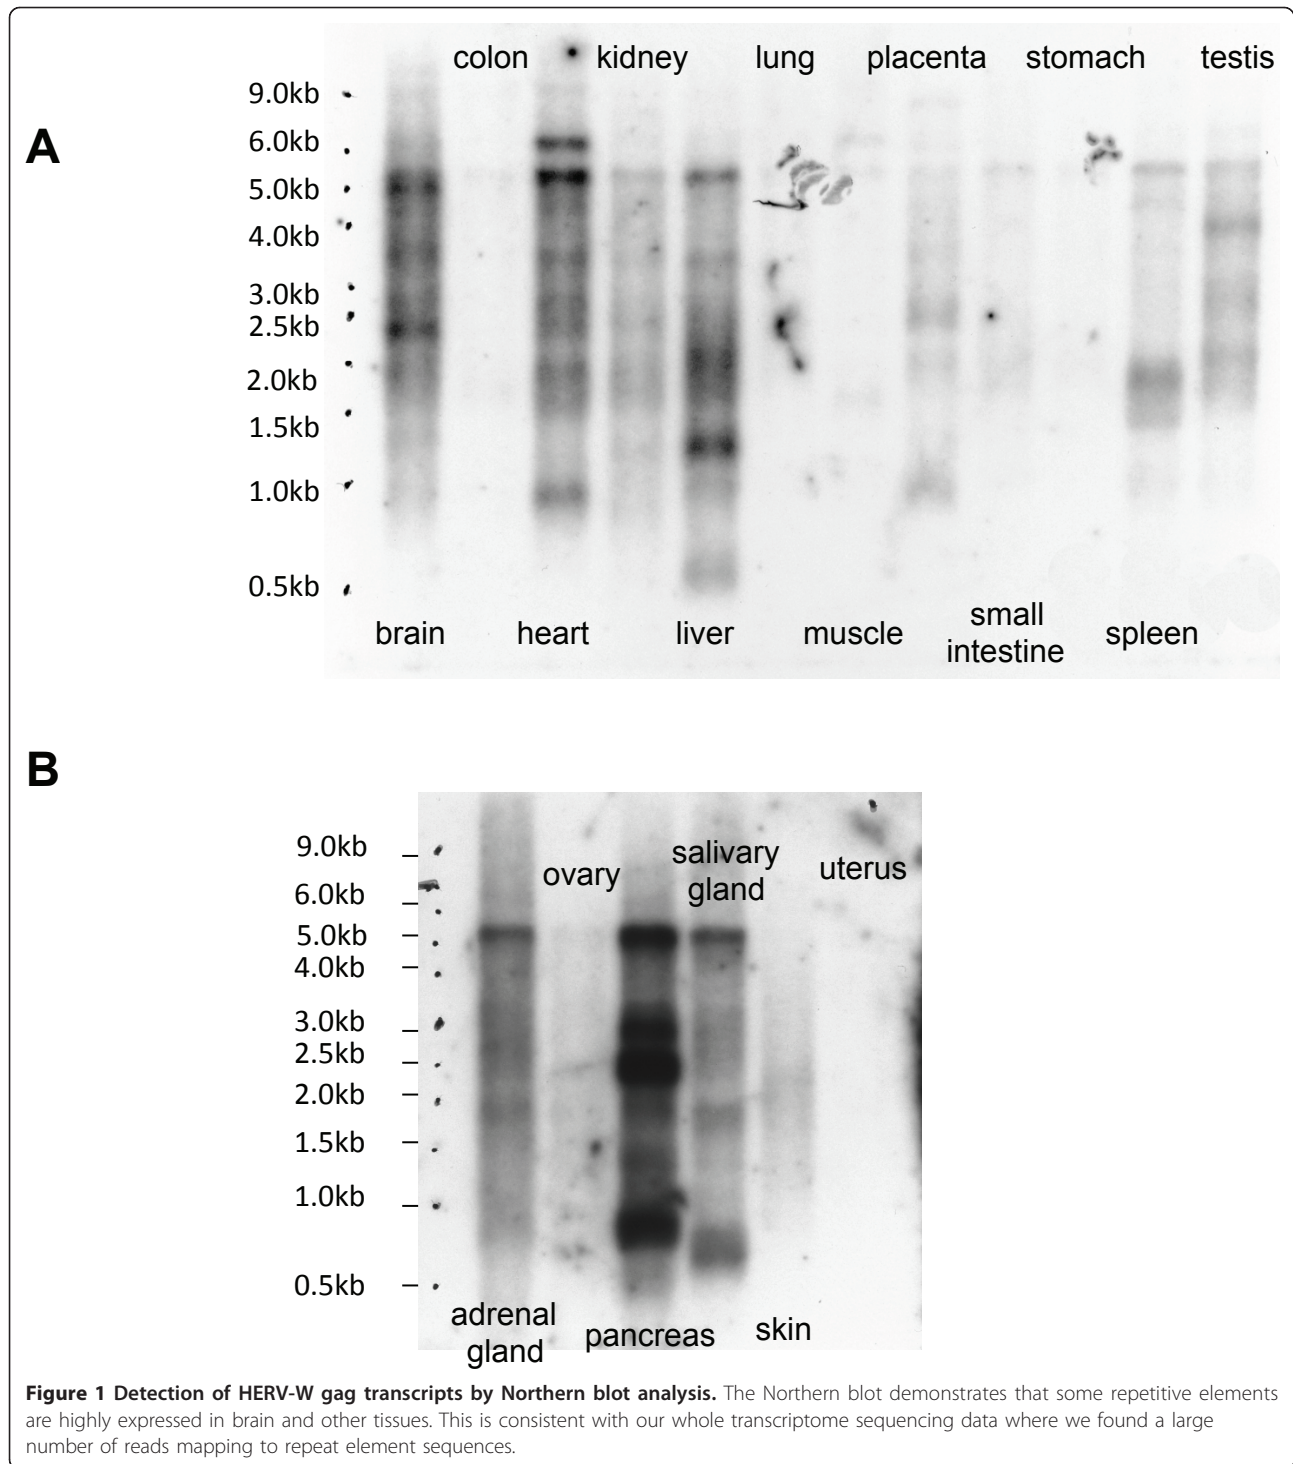 A
colon kidney lung placenta stomach testis
9.0kb
6.0kb
5.0kb
4.0kb
3.0kb
2.5kb
2.0kb
1.5kb
1.0kb
0.5kb
brain heart liver muscle small intestine spleen
B
ovary salivary gland uterus
9.0kb
6.0kb
5.0kb
4.0kb
3.0kb
2.5kb
2.0kb
1.5kb
1.0kb
0.5kb
adrenal gland pancreas skin
Figure 1 Detection of HERV-W gag transcripts by Northern blot analysis. The Northern blot demonstrates that some repetitive elements
are highly expressed in brain and other tissues. This is consistent with our whole transcriptome sequencing data where we found a large
number of reads mapping to repeat element sequences.